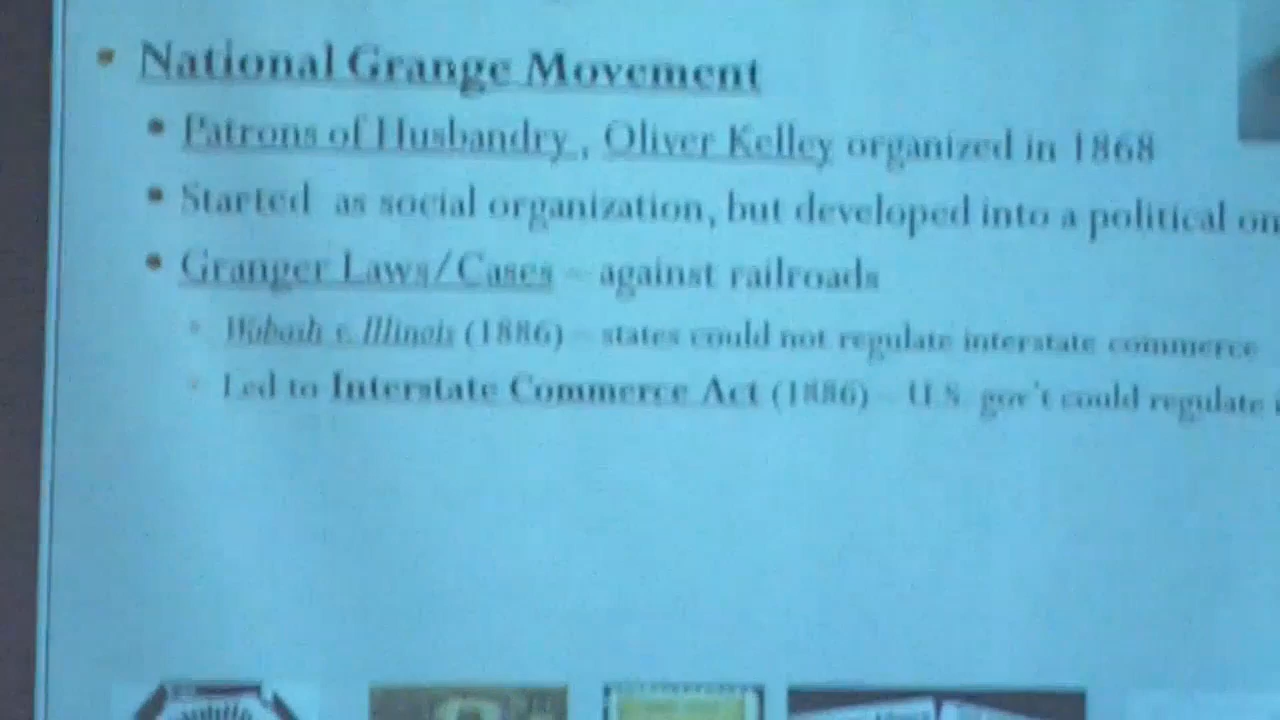 • National Grange Movement
• Patrons of Husbandry, Oliver Kelley organized in 1868
• Started as social organization, but developed into a political on
• Granger Laws/Cases – against railroads
• Wabash v. Illinois (1886) – states could not regulate interstate commerce
• Led to Interstate Commerce Act (1886) – U.S. gov't could regulate